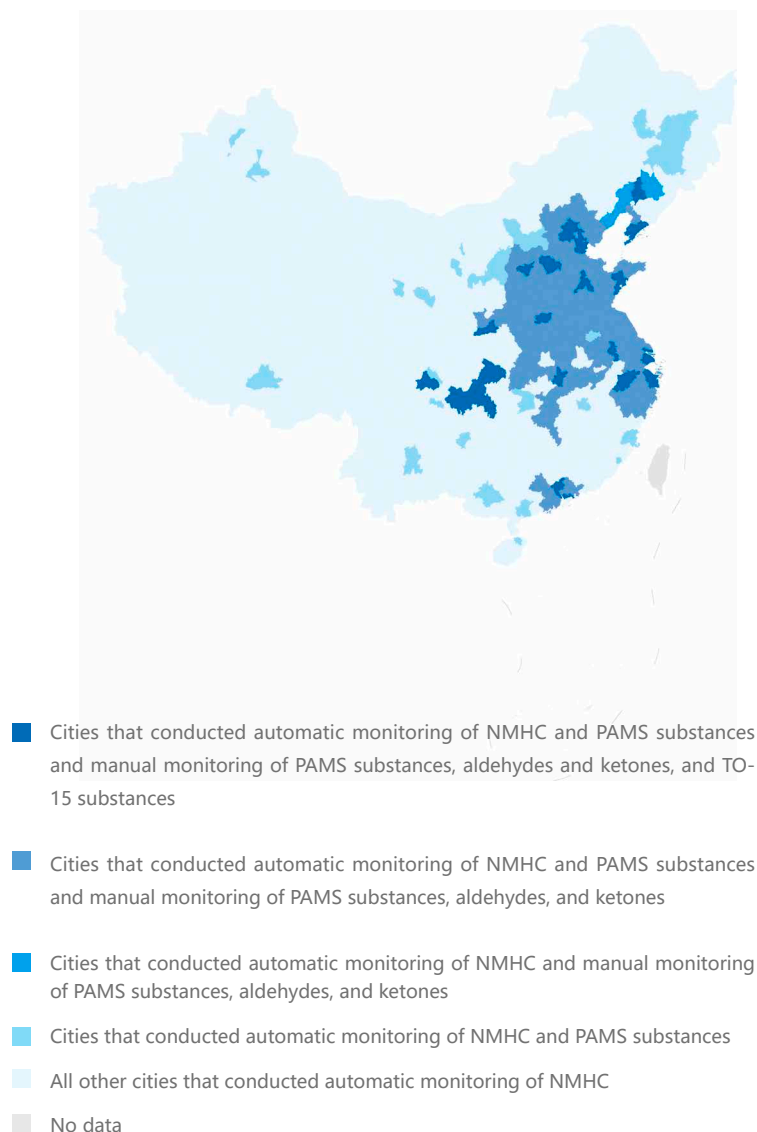 Cities that conducted automatic monitoring of NMHC and PAMS substances
and manual monitoring of PAMS substances, aldehydes and ketones, and TO-
15 substances
Cities that conducted automatic monitoring of NMHC and PAMS substances
and manual monitoring of PAMS substances, aldehydes, and ketones
Cities that conducted automatic monitoring of NMHC and manual monitoring
of PAMS substances, aldehydes, and ketones
Cities that conducted automatic monitoring of NMHC and PAMS substances
All other cities that conducted automatic monitoring of NMHC
No data